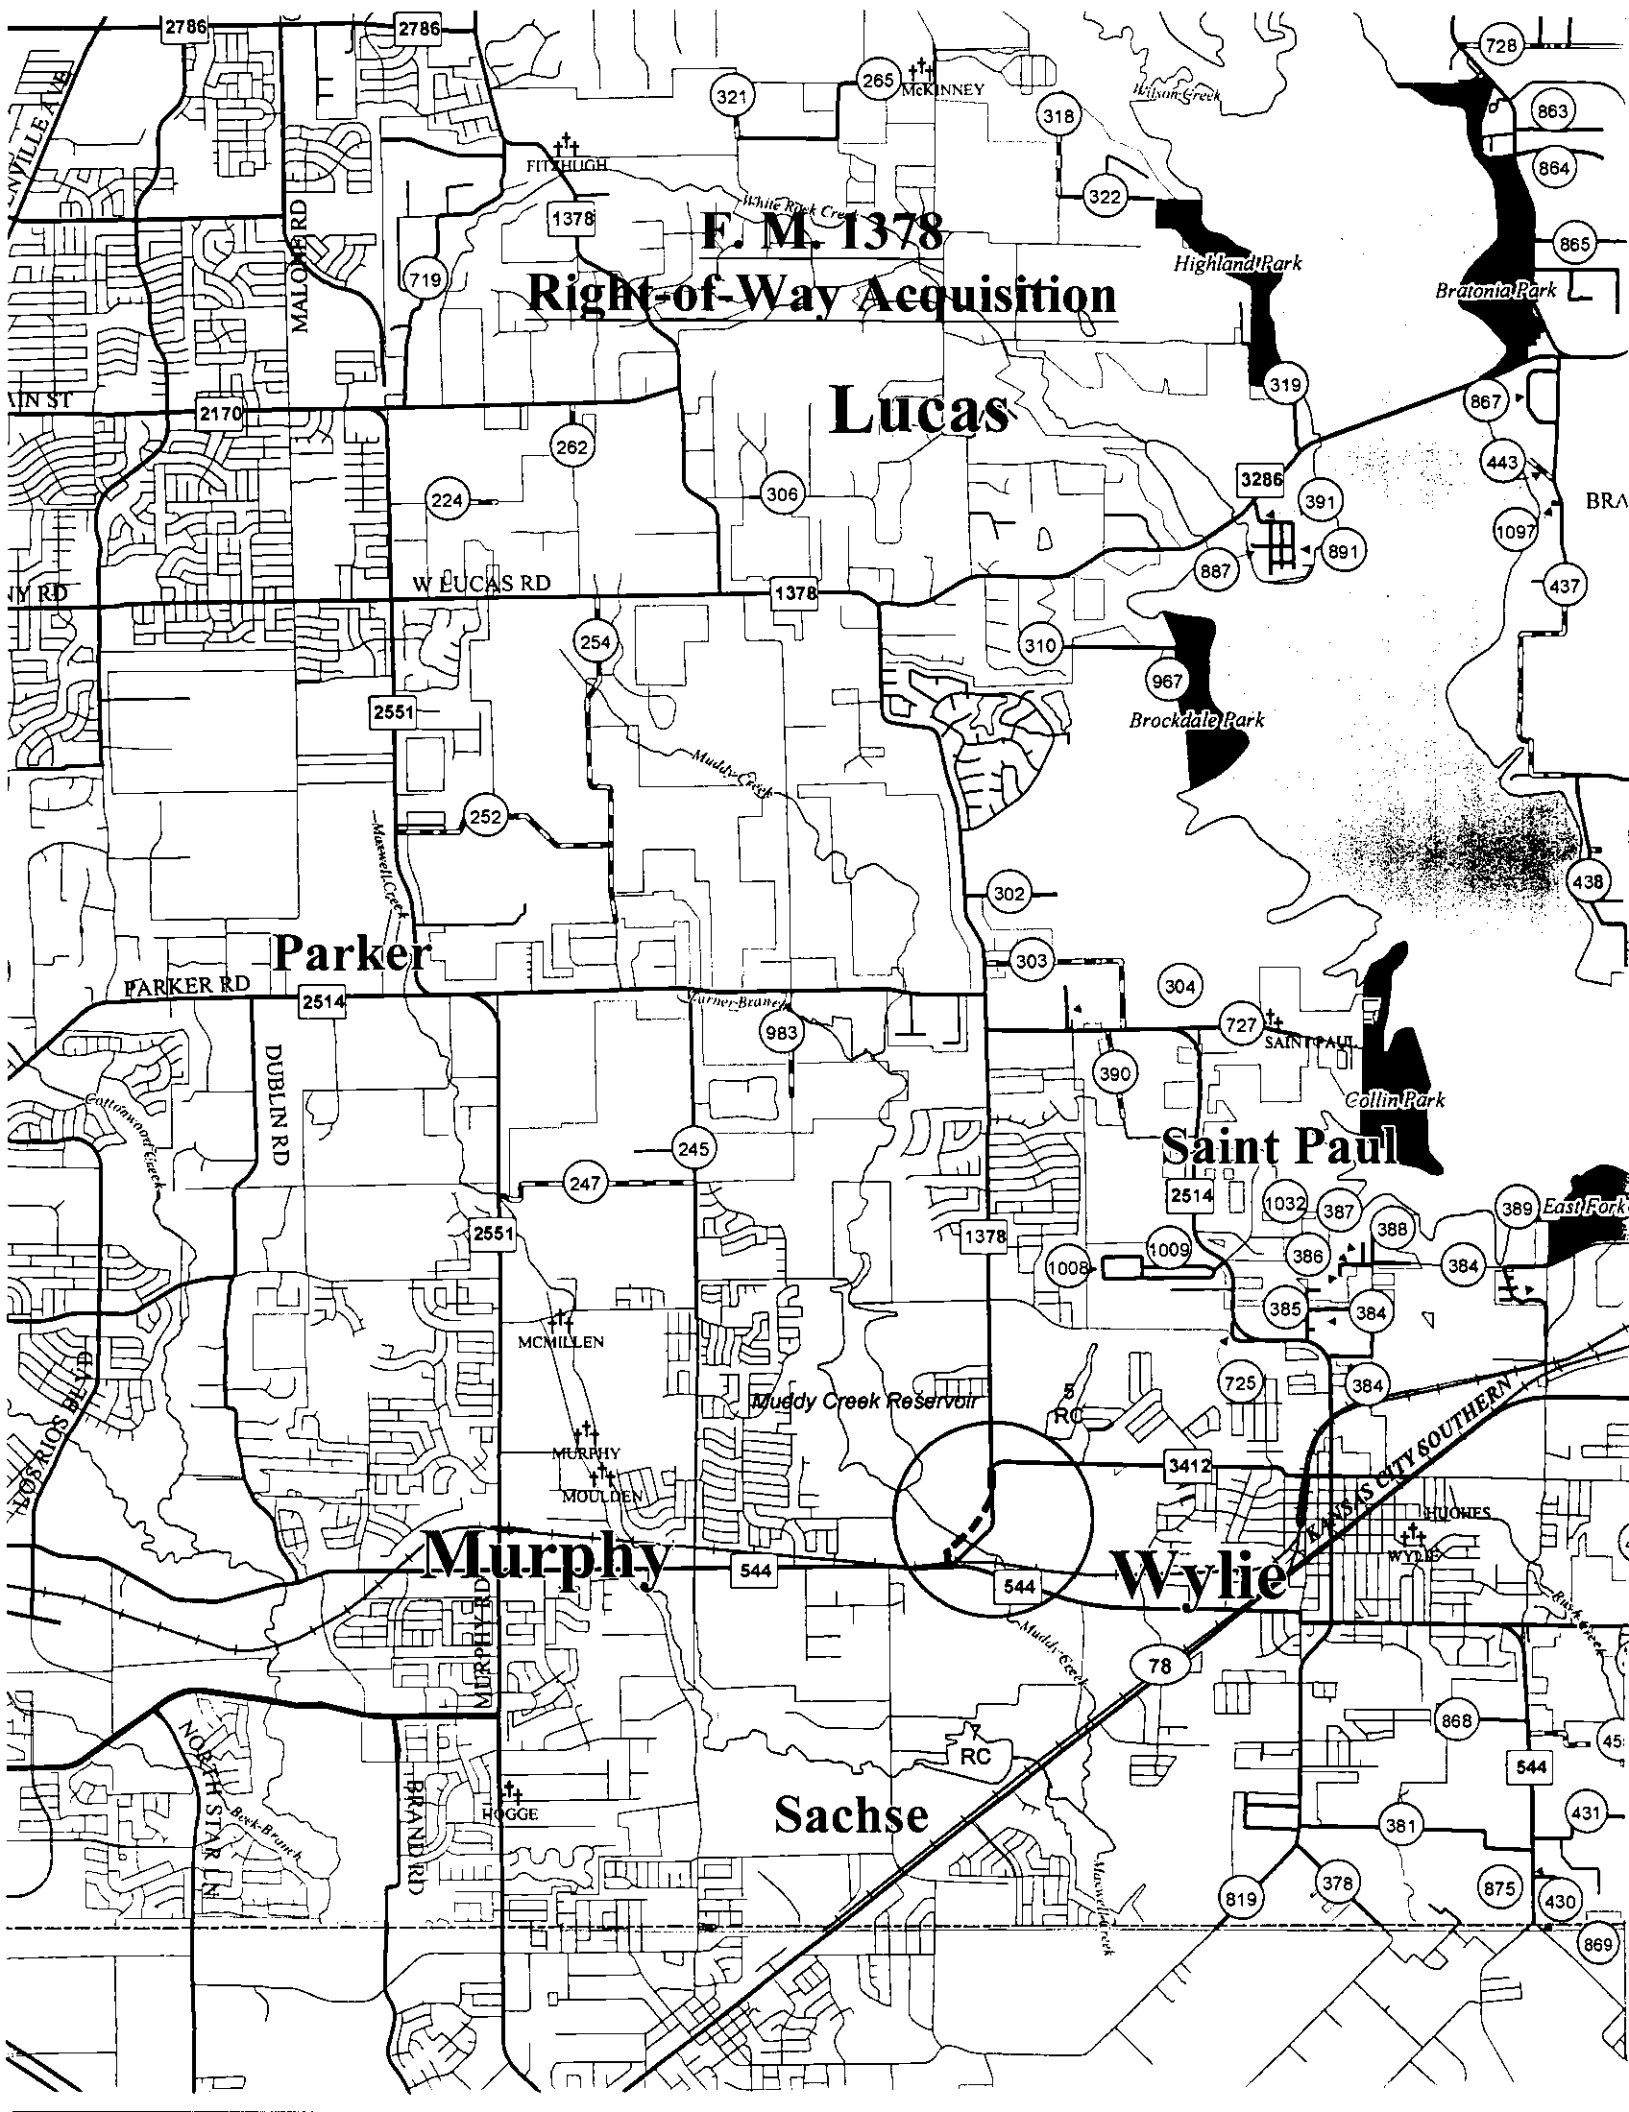 2786
2786
728
265
McKINNEY
321
Wilson Creek
863
318
864
FITZHUGH
322
White Rock Creek
1378
F. M. 1378
MALONE RD
865
Highland Park
719
Right-of-Way Acquisition
Bratonia Park
319
867
2170
Lucas
262
443
3286
224
306
391
BRA
1097
891
887
W LUCAS RD
437
1378
254
310
967
2551
Brockdale Park
Muddy Creek
252
Maxwell Creek
438
302
Parker
303
PARKER RD
304
2514
983
727
SAINT PAUL
DUBLIN RD
390
Cottonwood Creek
Collin Park
245
Saint Paul
247
2514
1032
387
389
East Fork
388
2551
1378
1009
386
1008
384
385
384
MCMILLEN
LOS RIOS BLVD
725
384
5
RC
Muddy Creek Reservoir
KANSAS CITY SOUTHERN
MURPHY
3412
MOULDEN
HUGHES
WYLIE
Murphy
544
544
Wylie
MURPHY RD
Rush Creek
Muddy Creek
78
868
NORTH STAR LN
RC
544
BRAND RD
HOGGE
Beck Branch
Sachse
431
381
Maxwell Creek
819
378
875
430
869